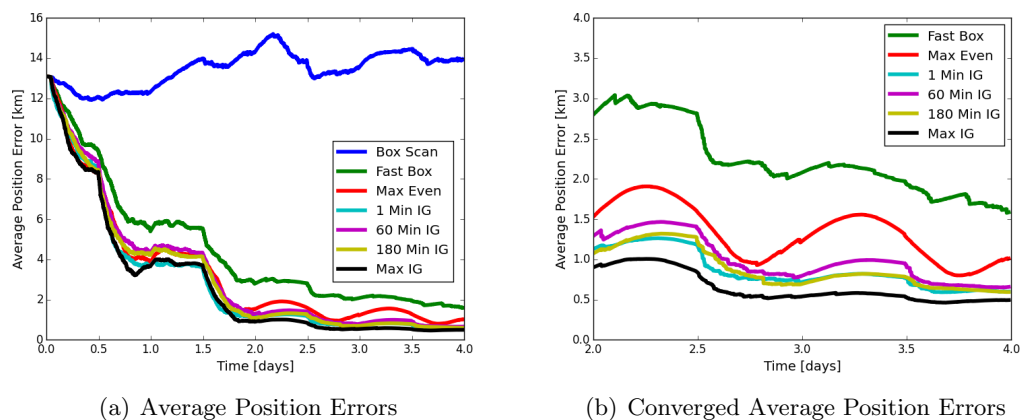 16
14
12
10
8
6
4
2
0
0.0 0.5 1.0 1.5 2.0 2.5 3.0 3.5 4.0
Time [days]
Average Position Error [km]
Box Scan
Fast Box
Max Even
1 Min IG
60 Min IG
180 Min IG
Max IG
(a) Average Position Errors
4.0
3.5
3.0
2.5
2.0
1.5
1.0
0.5
0.0
2.0 2.5 3.0 3.5 4.0
Time [days]
Average Position Error [km]
Fast Box
Max Even
1 Min IG
60 Min IG
180 Min IG
Max IG
(b) Converged Average Position Errors